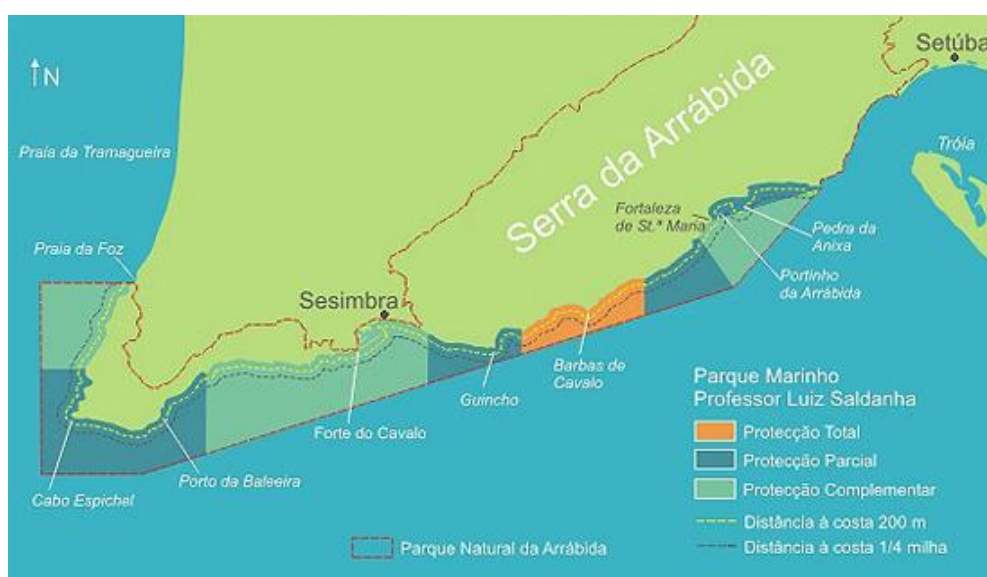 N
Setúba
Praia da Tramagueira
Tróia
Serra da Arrábida
Fortaleza
de St.ª Maria
Pedra da
Anixa
Praia da Foz
Portinho
da Arrábida
Sesimbra
Barbas de
Cavalo
Guincho
Forte do Cavalo
Porto da Baleeira
Cabo Espichel
Parque Marinho
Professor Luiz Saldanha
Protecção Total
Protecção Parcial
Protecção Complementar
Distância à costa 200 m
Distância à costa 1/4 milha
Parque Natural da Arrábida